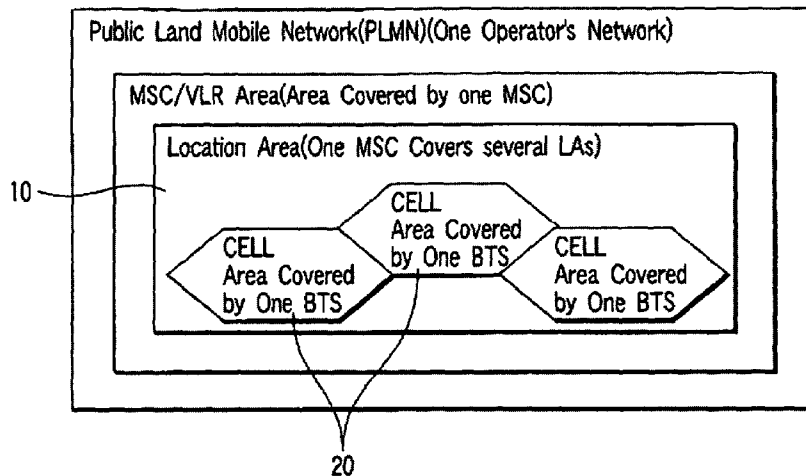 Public Land Mobile Network(PLMN)(One Operator's Network)
MSC/VLR Area(Area Covered by one MSC)
Location Area(One MSC Covers several LAs)
10
CELL
Area Covered
by One BTS
CELL
Area Covered
by One BTS
CELL
Area Covered
by One BTS
20